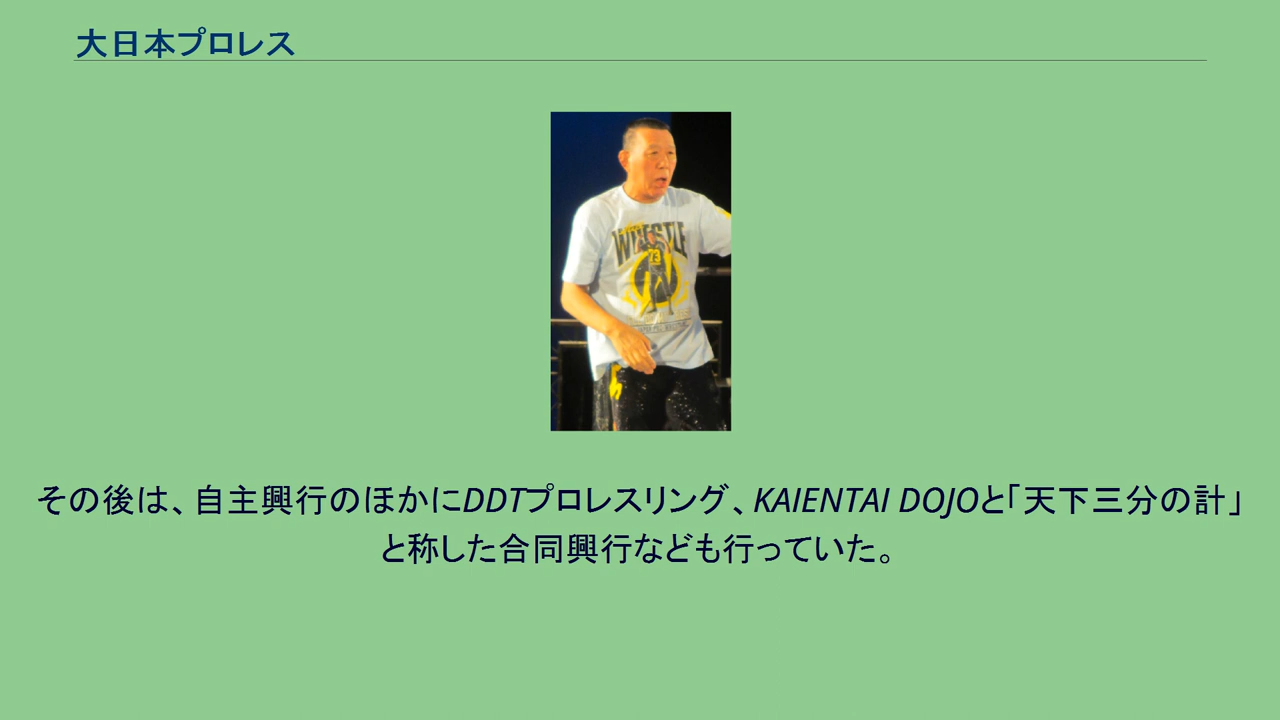 大日本プロレス
WRESTLE
73
その後は、自主興行のほかにDDTプロレスリング、KAIENTAI DOJOと「天下三分の計」
と称した合同興行なども行っていた。